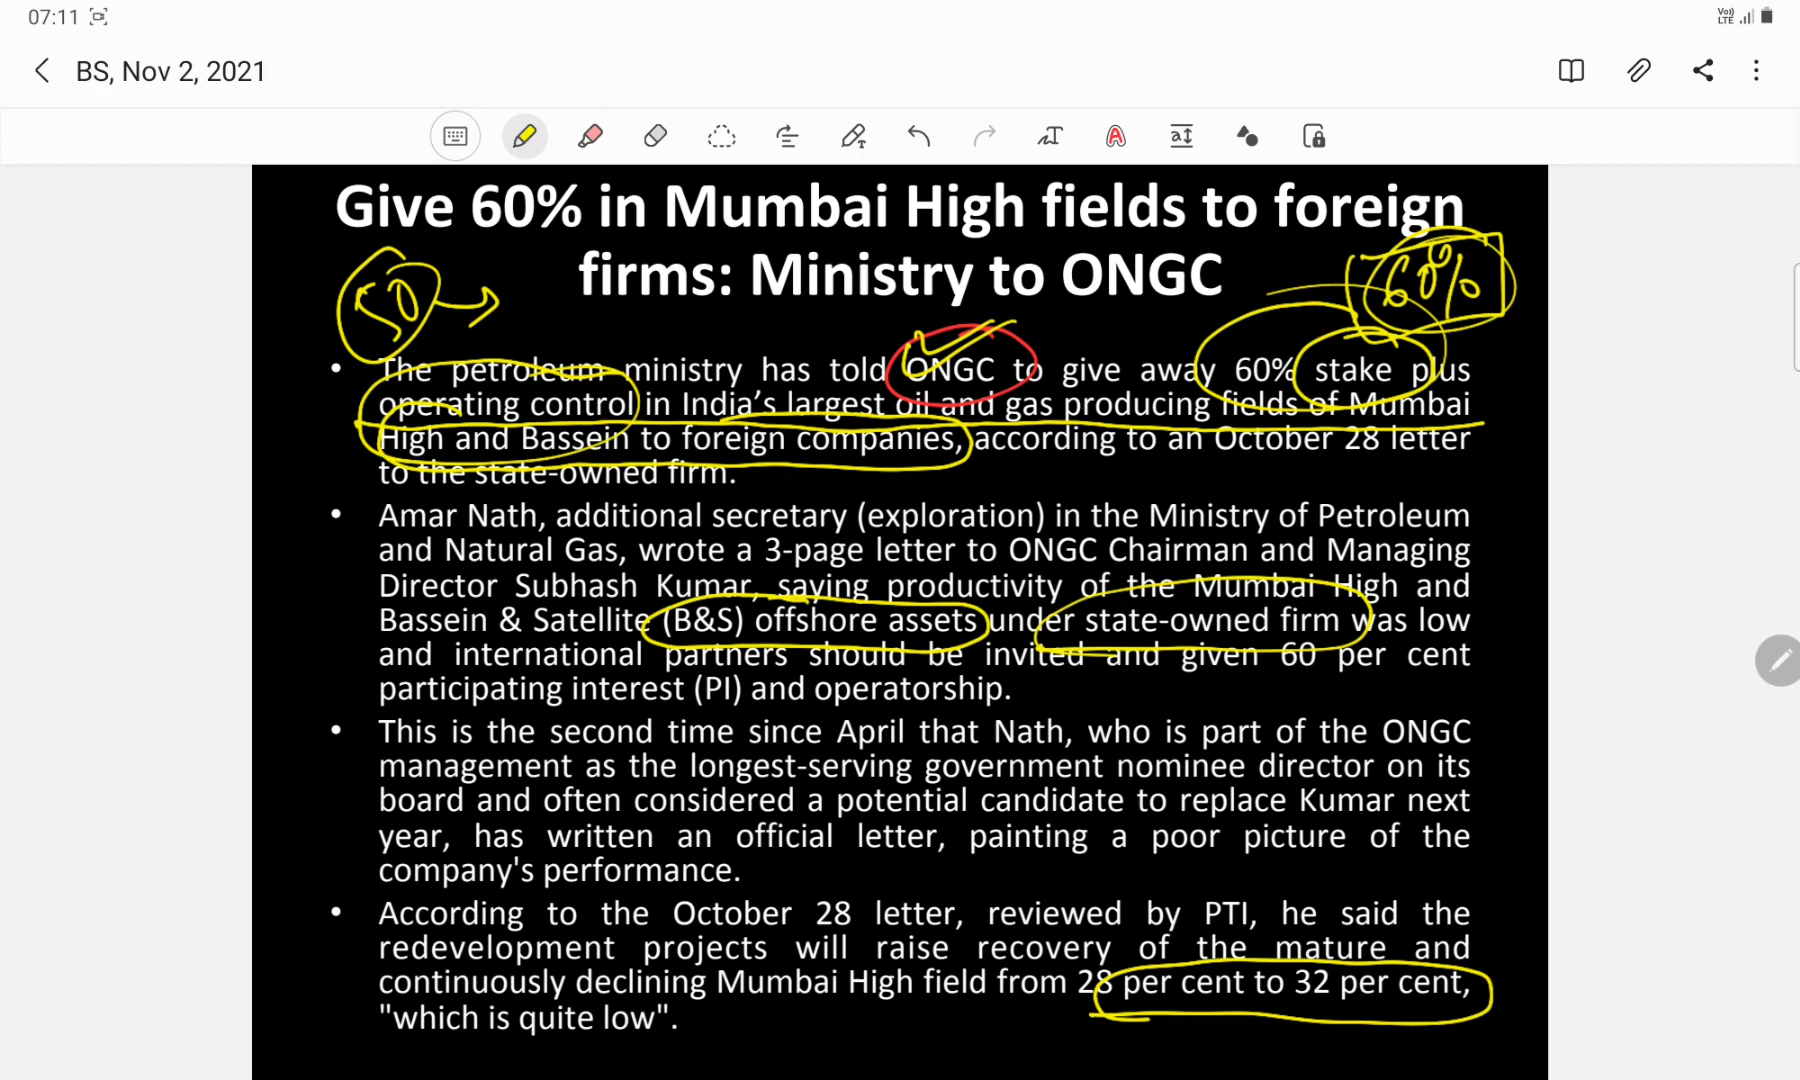 07:11
Vo))
LTE
BS, Nov 2, 2021
Give 60% in Mumbai High fields to foreign
firms: Ministry to ONGC
50
60%
• The petroleum ministry has told ONGC to give away 60% stake plus
operating control in India's largest oil and gas producing fields of Mumbai
High and Bassein to foreign companies, according to an October 28 letter
to the state-owned firm.
• Amar Nath, additional secretary (exploration) in the Ministry of Petroleum
and Natural Gas, wrote a 3-page letter to ONGC Chairman and Managing
Director Subhash Kumar, saying productivity of the Mumbai High and
Bassein & Satellite (B&S) offshore assets under state-owned firm was low
and international partners should be invited and given 60 per cent
participating interest (PI) and operatorship.
• This is the second time since April that Nath, who is part of the ONGC
management as the longest-serving government nominee director on its
board and often considered a potential candidate to replace Kumar next
year, has written an official letter, painting a poor picture of the
company's performance.
• According to the October 28 letter, reviewed by PTI, he said the
redevelopment projects will raise recovery of the mature and
continuously declining Mumbai High field from 28 per cent to 32 per cent,
"which is quite low".